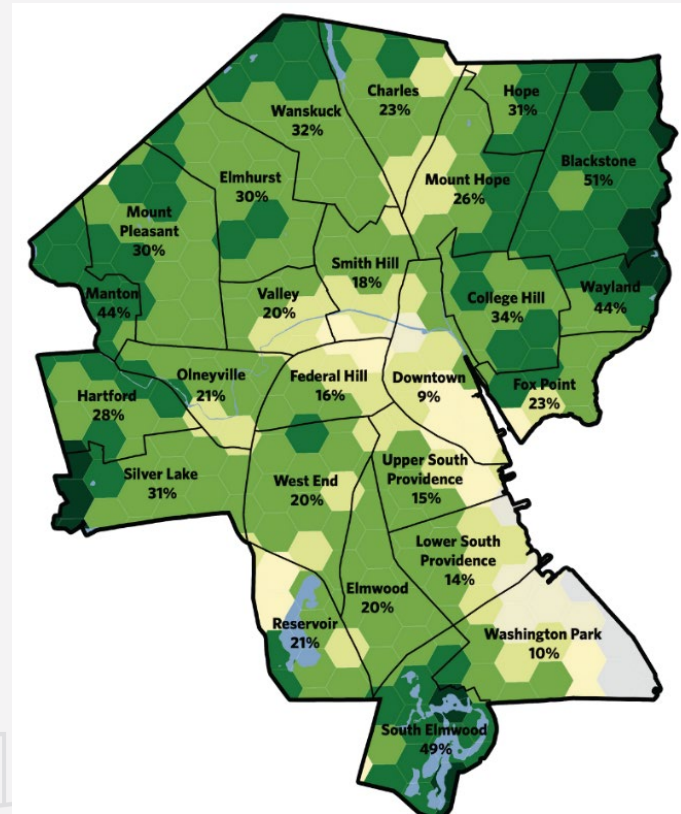 Charles
23%
Hope
31%
Wanskuck
32%
Blackstone
51%
Elmhurst
30%
Mount Hope
26%
Mount
Pleasant
30%
Smith Hill
18%
Manton
44%
Valley
20%
College Hill
34%
Wayland
44%
Hartford
28%
Olneyville
21%
Federal Hill
16%
Downtown
9%
Fox Point
23%
Silver Lake
31%
West End
20%
Upper South
Providence
15%
Lower South
Providence
14%
Elmwood
20%
Reservoir
21%
Washington Park
10%
South Elmwood
49%